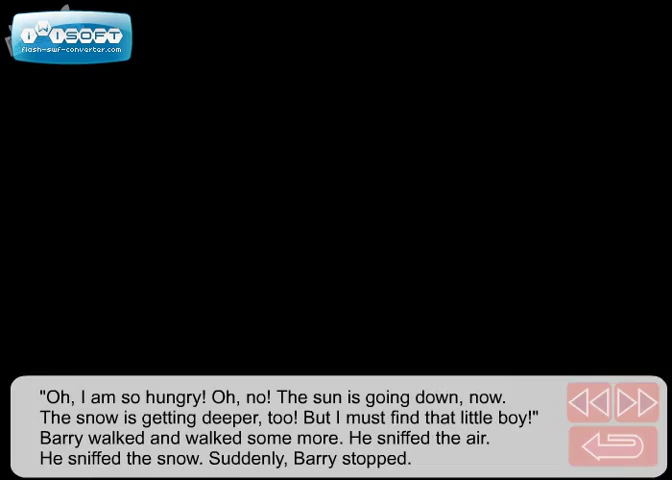 iWiSOFT
flash-swf-converter.com
"Oh, I am so hungry! Oh, no! The sun is going down, now.
The snow is getting deeper, too! But I must find that little boy!"
Barry walked and walked some more. He sniffed the air.
He sniffed the snow. Suddenly, Barry stopped.